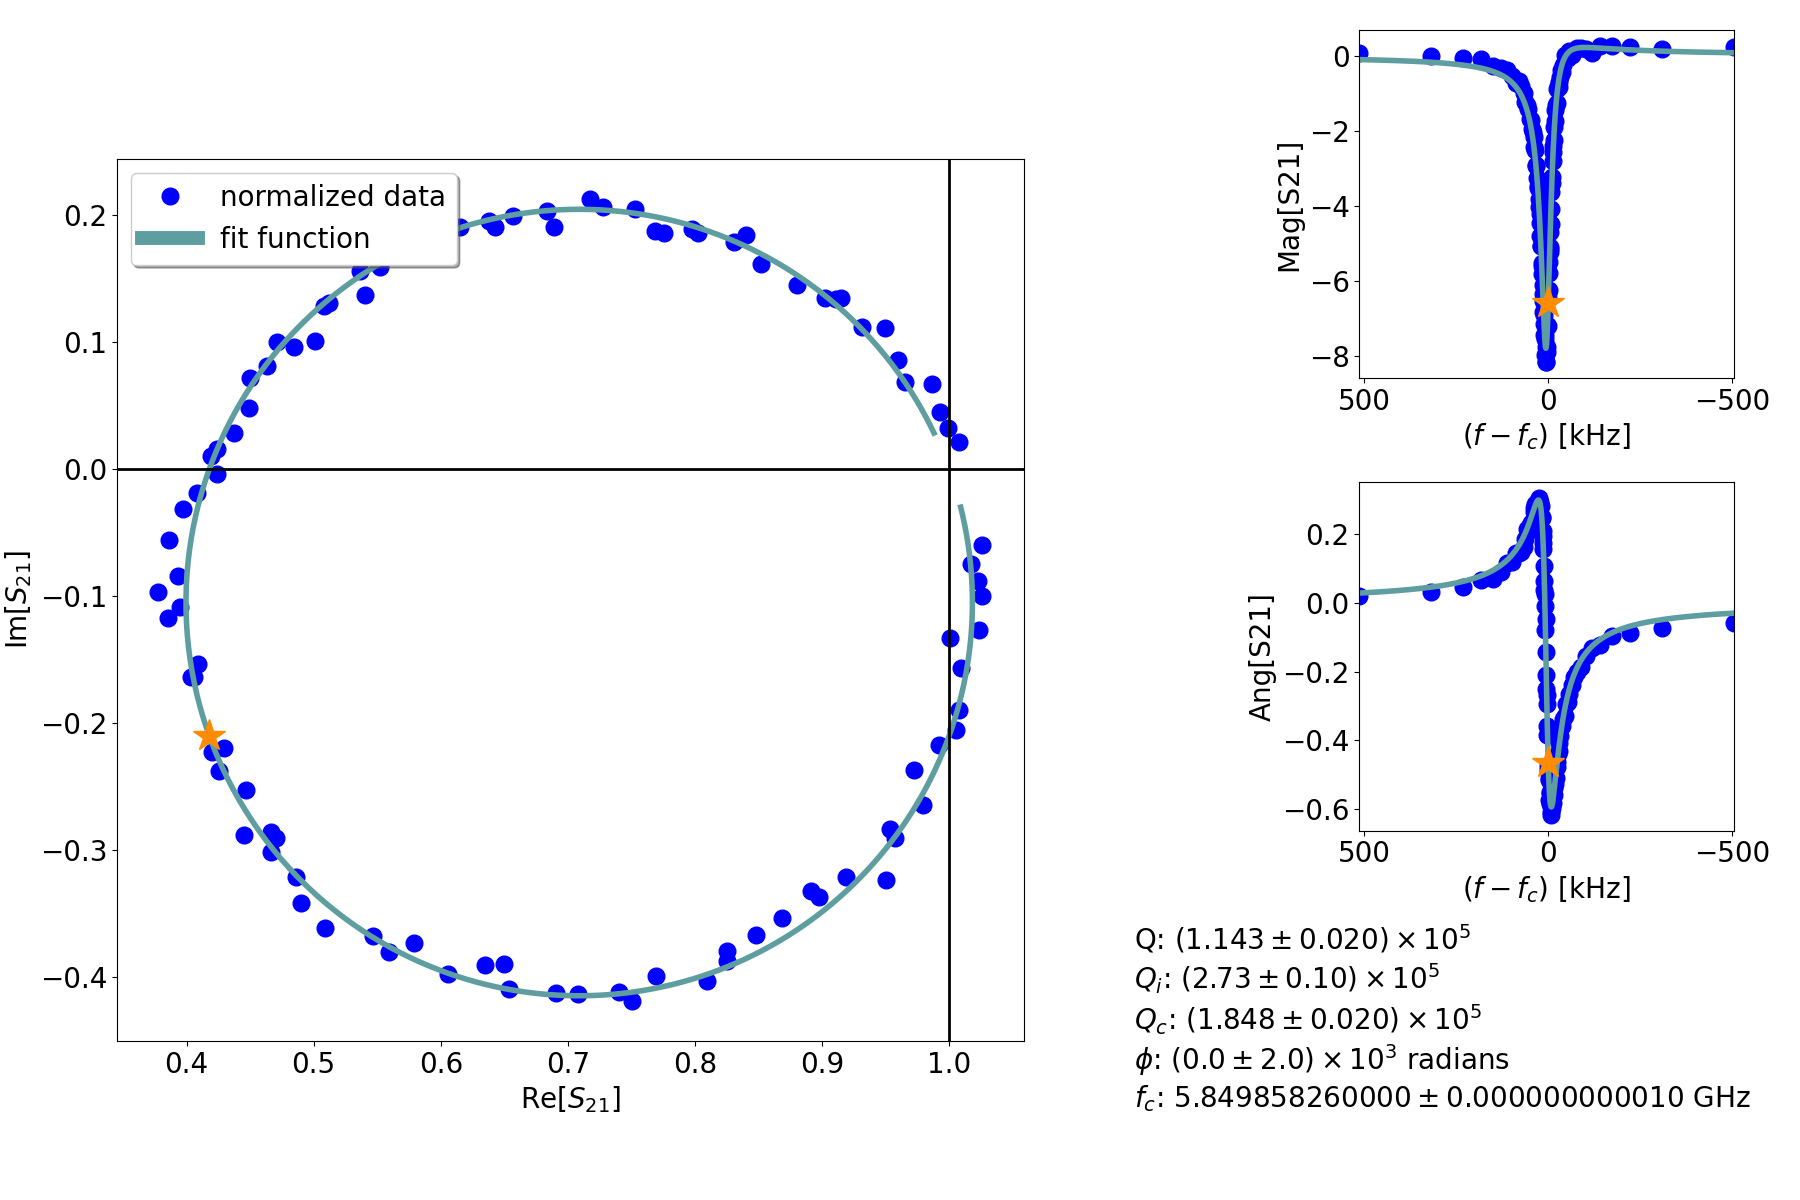 normalized data
fit function
0.2
0.1
0.0
−0.1
−0.2
−0.3
−0.4
Im[S21]
0.4 0.5 0.6 0.7 0.8 0.9 1.0
Re[S21]
0
−2
−4
−6
−8
Mag[S21]
500 0 −500
(f − fc) [kHz]
0.2
0.0
−0.2
−0.4
−0.6
Ang[S21]
500 0 −500
(f − fc) [kHz]
Q: (1.143 ± 0.020) × 10^5
Qi: (2.73 ± 0.10) × 10^5
Qc: (1.848 ± 0.020) × 10^5
ϕ: (0.0 ± 2.0) × 10^3 radians
fc: 5.849858260000 ± 0.000000000010 GHz